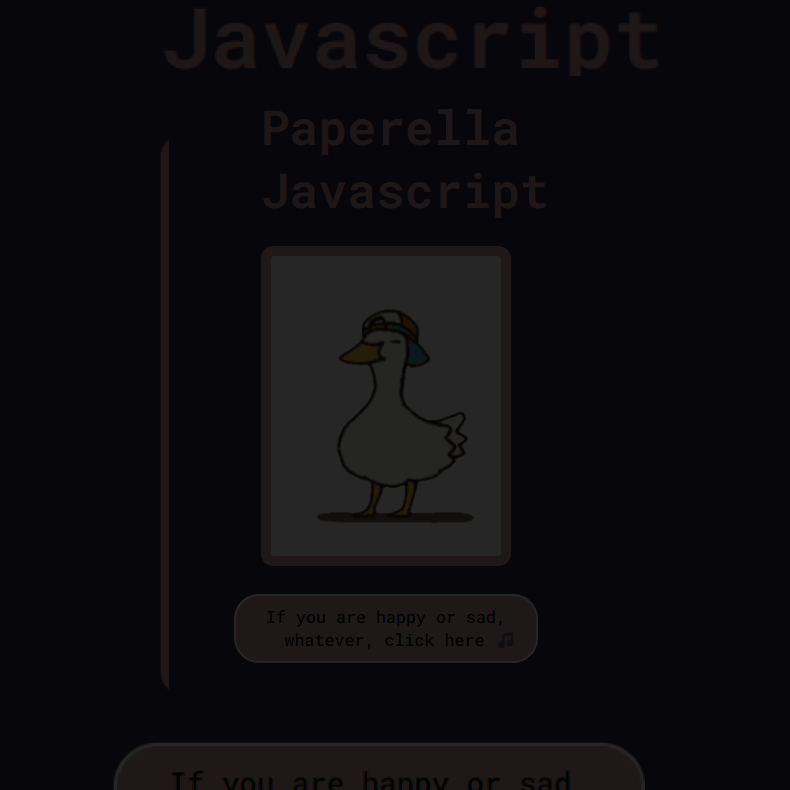 Javascript
Paperella
Javascript
If you are happy or sad,
whatever, click here 🎵
If you are happy or sad